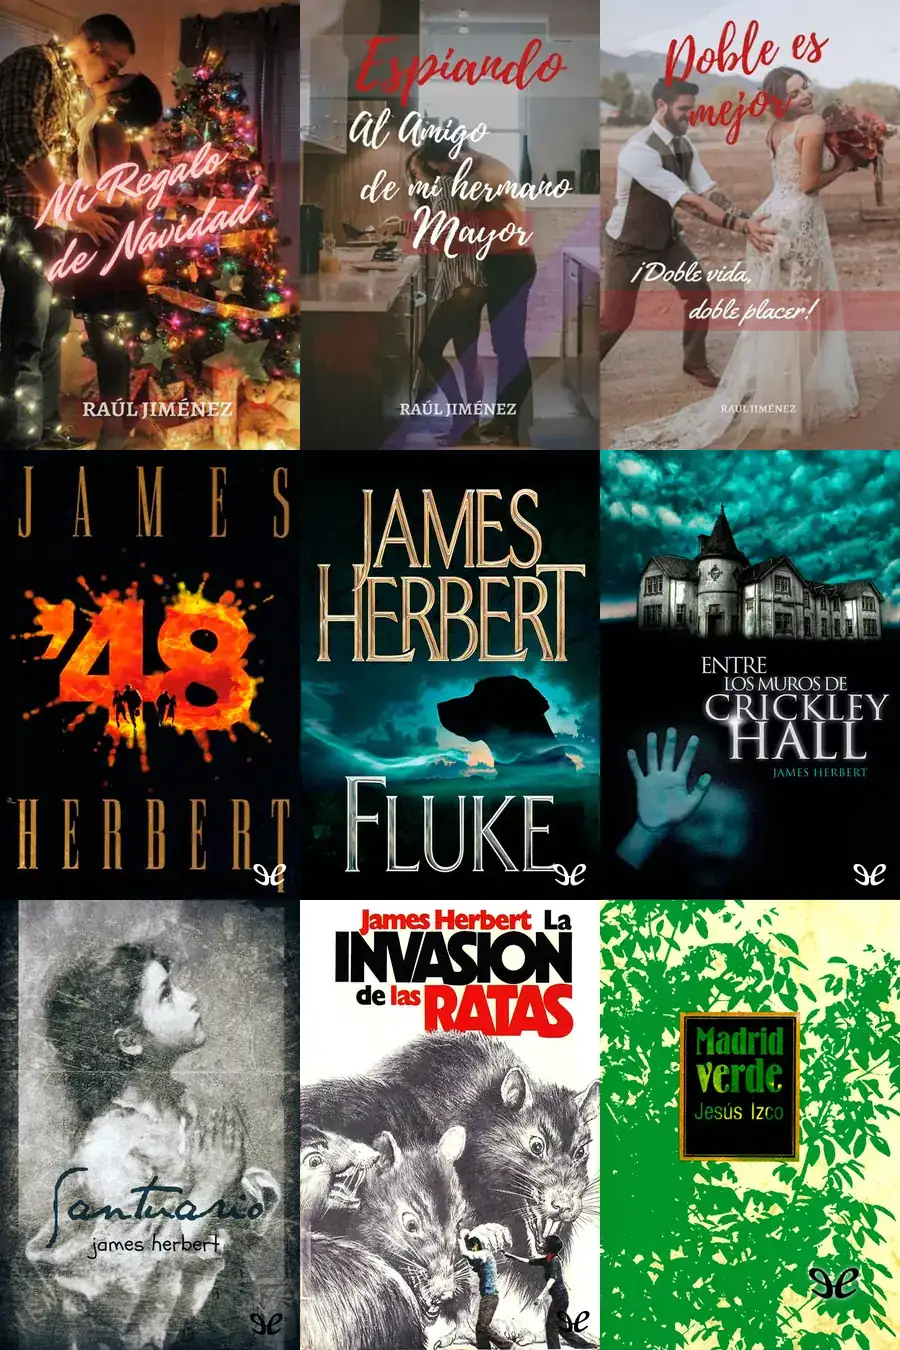 Mi Regalo
de Navidad
RAÚL JIMÉNEZ
Espiando
Al Amigo
de mi hermano
Mayor
RAÚL JIMÉNEZ
Doble es
mejor
¡Doble vida,
doble placer!
RAÚL JIMÉNEZ
JAMES
'48
HERBERT
JAMES
HERBERT
FLUKE
ENTRE
LOS MUROS DE
CRICKLEY
HALL
JAMES HERBERT
Santuario
james herbert
James Herbert La
INVASION
de las RATAS
Madrid
verde
Jesús Izco